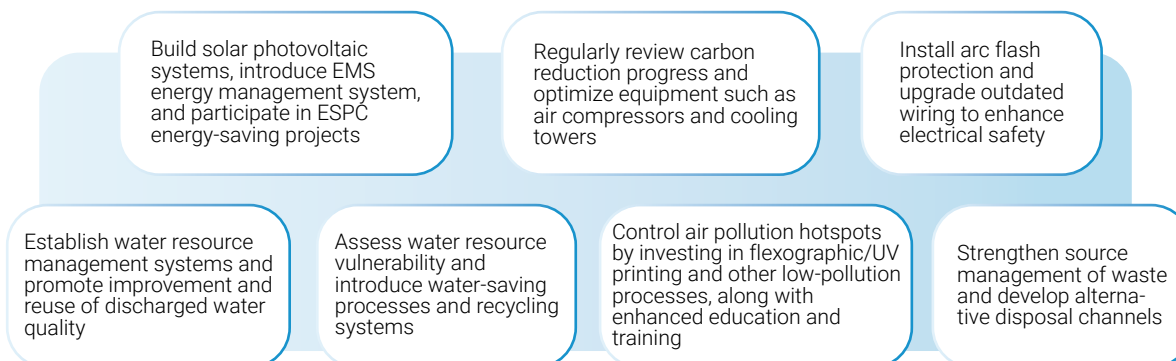 Build solar photovoltaic
systems, introduce EMS
energy management system,
and participate in ESPC
energy-saving projects
Regularly review carbon
reduction progress and
optimize equipment such as
air compressors and cooling
towers
Install arc flash
protection and
upgrade outdated
wiring to enhance
electrical safety
Establish water resource
management systems and
promote improvement and
reuse of discharged water
quality
Assess water resource
vulnerability and
introduce water-saving
processes and recycling
systems
Control air pollution hotspots
by investing in flexographic/UV
printing and other low-pollution
processes, along with
enhanced education and
training
Strengthen source
management of waste
and develop alterna-
tive disposal channels